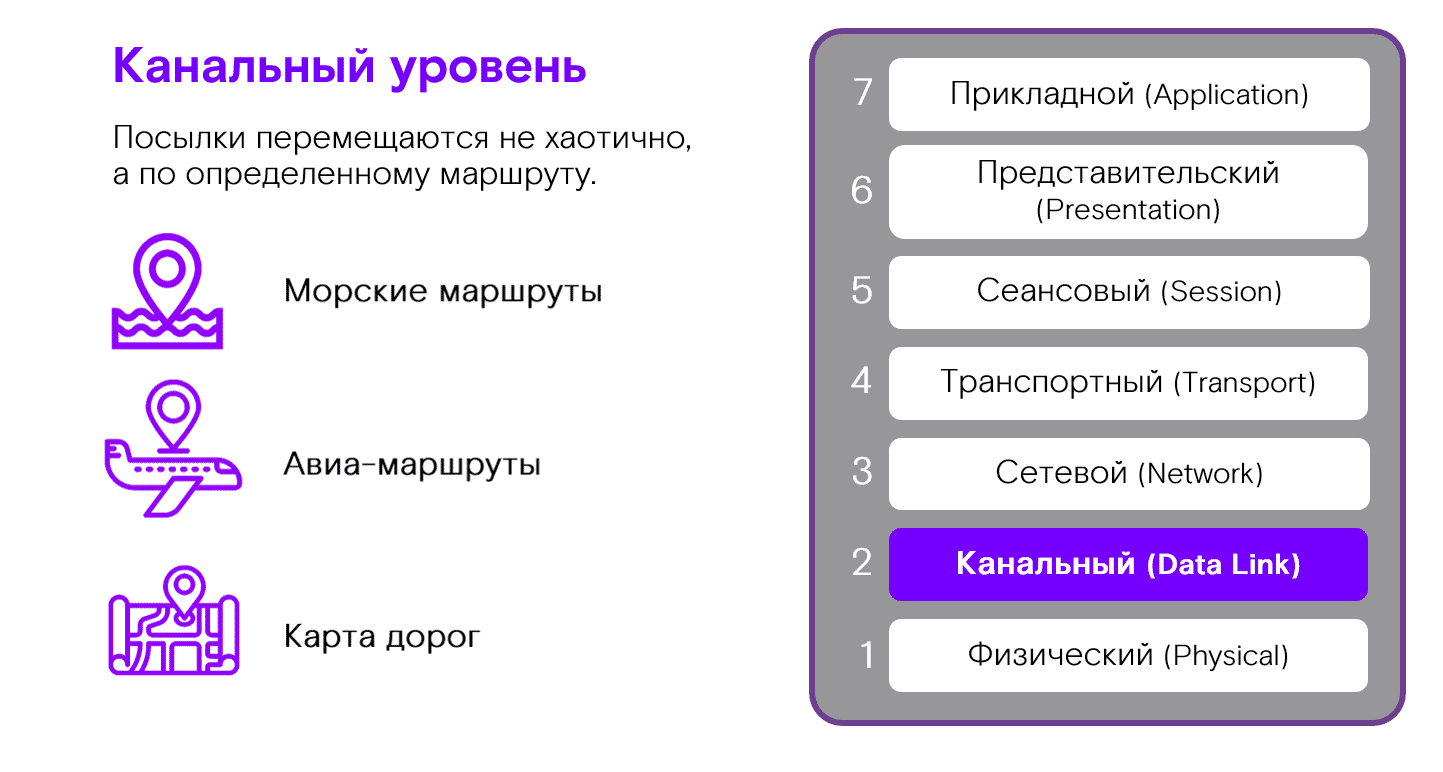 Канальный уровень
Посылки перемещаются не хаотично,
а по определенному маршруту.
Морские маршруты
Авиа-маршруты
Карта дорог
7 Прикладной (Application)
6 Представительский
(Presentation)
5 Сеансовый (Session)
4 Транспортный (Transport)
3 Сетевой (Network)
2 Канальный (Data Link)
1 Физический (Physical)